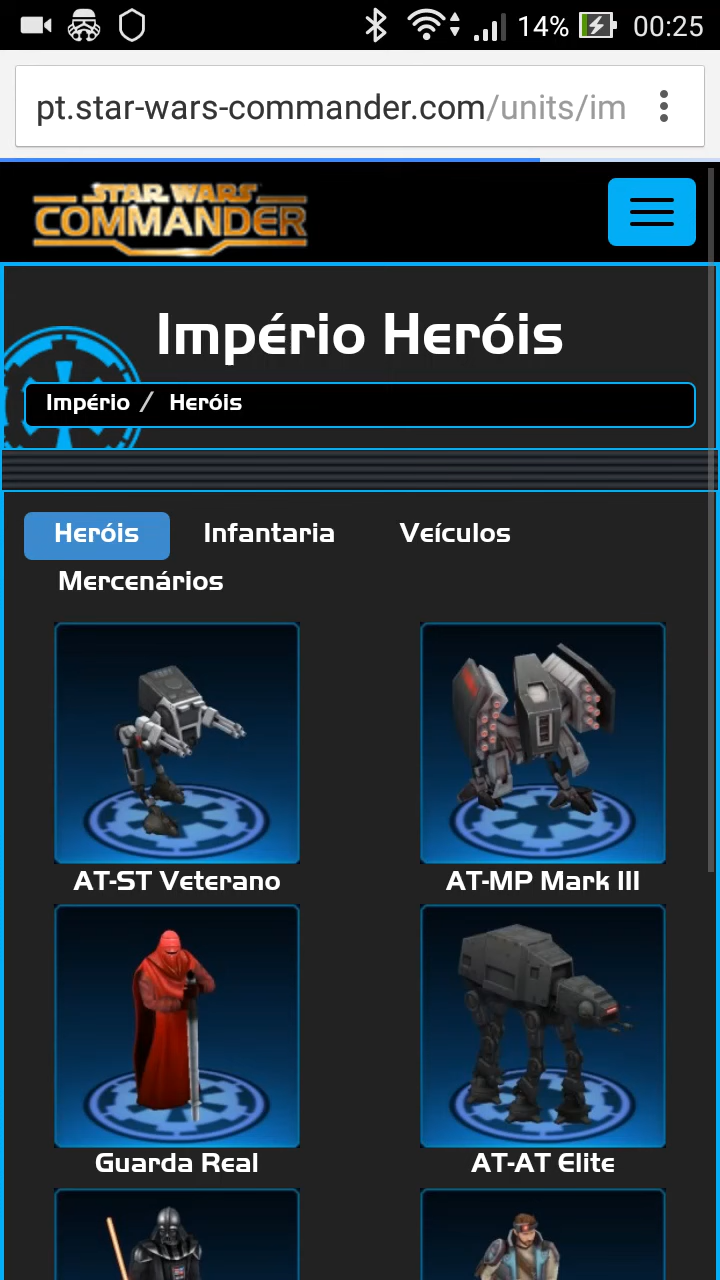 14% 00:25
pt.star-wars-commander.com/units/im
STAR WARS
COMMANDER
Império Heróis
Império / Heróis
Heróis Infantaria Veículos
Mercenários
AT-ST Veterano AT-MP Mark III
Guarda Real AT-AT Elite